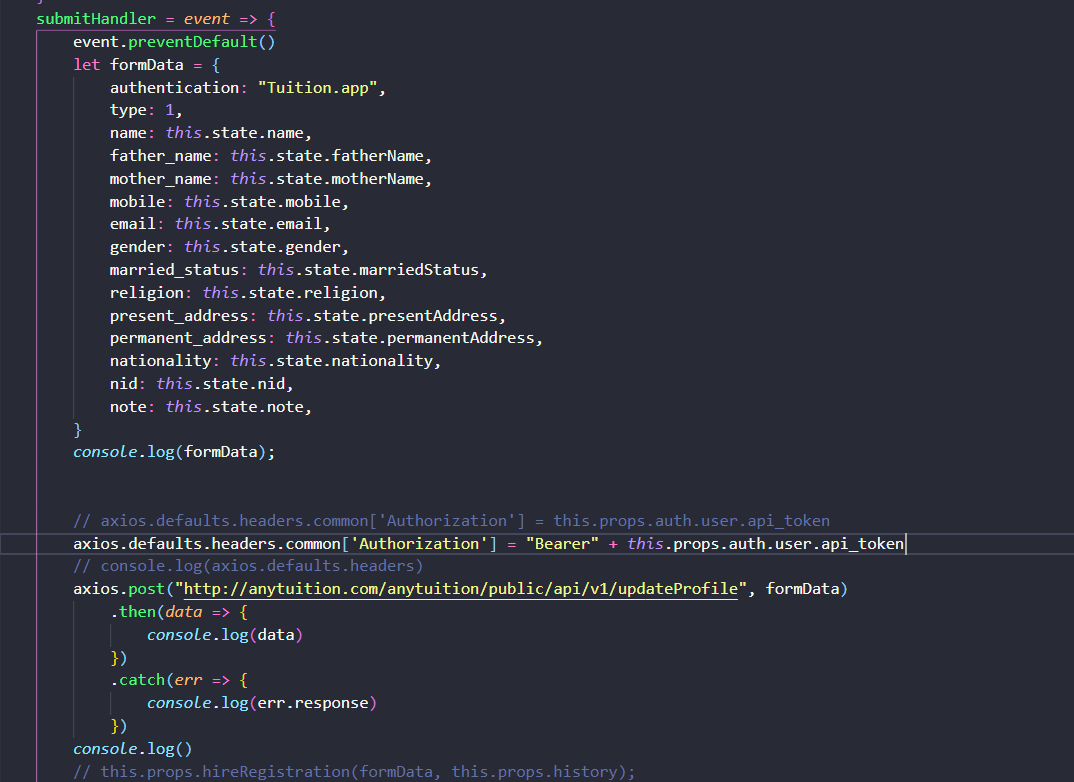 submitHandler = event => {
event.preventDefault()
let formData = {
authentication: "Tuition.app",
type: 1,
name: this.state.name,
father_name: this.state.fatherName,
mother_name: this.state.motherName,
mobile: this.state.mobile,
email: this.state.email,
gender: this.state.gender,
married_status: this.state.marriedStatus,
religion: this.state.religion,
present_address: this.state.presentAddress,
permanent_address: this.state.permanentAddress,
nationality: this.state.nationality,
nid: this.state.nid,
note: this.state.note,
}
console.log(formData);
// axios.defaults.headers.common['Authorization'] = this.props.auth.user.api_token
axios.defaults.headers.common['Authorization'] = "Bearer" + this.props.auth.user.api_token
// console.log(axios.defaults.headers)
axios.post("http://anytuition.com/anytuition/public/api/v1/updateProfile", formData)
.then(data => {
console.log(data)
})
.catch(err => {
console.log(err.response)
})
console.log()
// this.props.hireRegistration(formData, this.props.history);